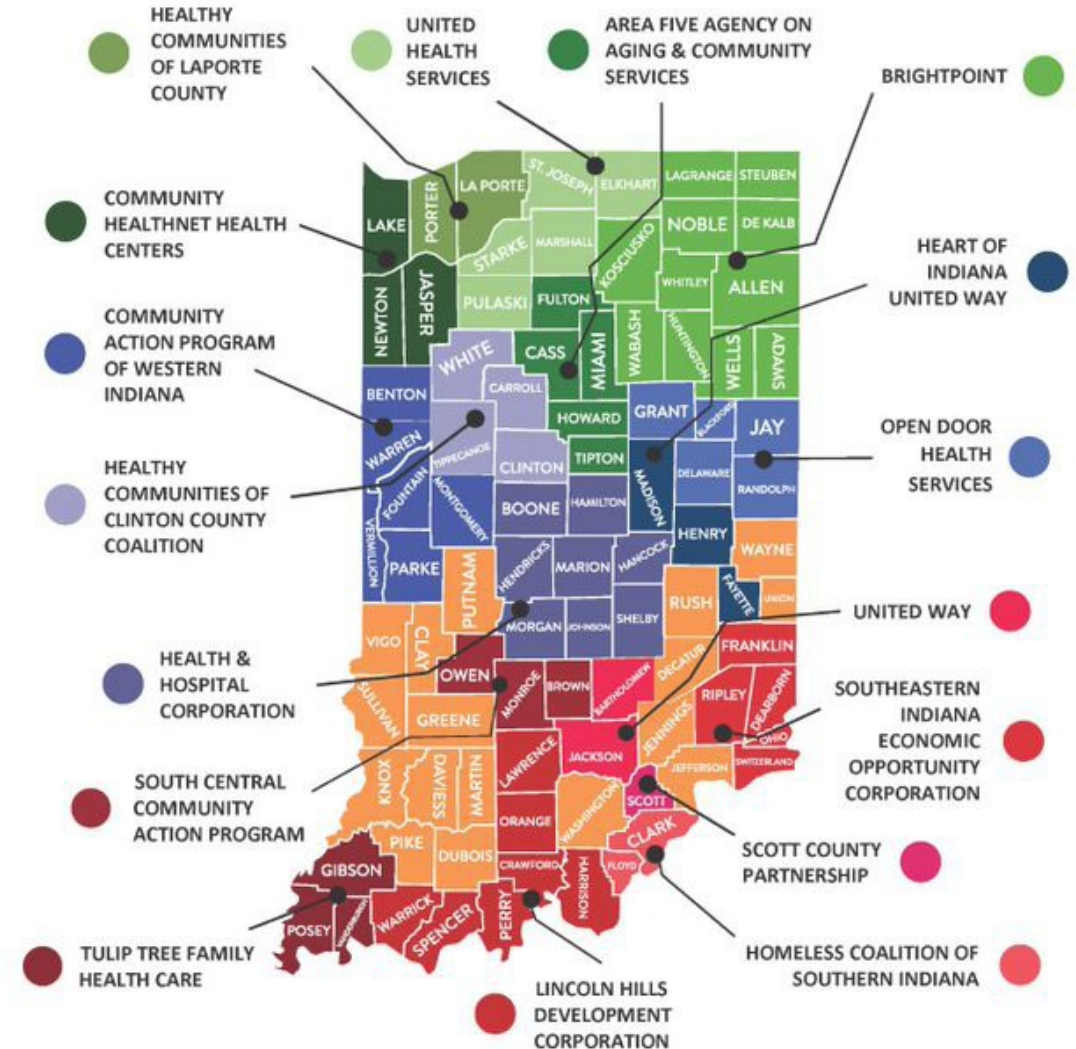 HEALTHY
COMMUNITIES
OF LAPORTE
COUNTY
UNITED
HEALTH
SERVICES
AREA FIVE AGENCY ON
AGING & COMMUNITY
SERVICES
BRIGHTPOINT
COMMUNITY
HEALTHNET HEALTH
CENTERS
HEART OF
INDIANA
UNITED WAY
COMMUNITY
ACTION PROGRAM
OF WESTERN
INDIANA
OPEN DOOR
HEALTH
SERVICES
HEALTHY
COMMUNITIES OF
CLINTON COUNTY
COALITION
UNITED WAY
HEALTH &
HOSPITAL
CORPORATION
SOUTHEASTERN
INDIANA
ECONOMIC
OPPORTUNITY
CORPORATION
SOUTH CENTRAL
COMMUNITY
ACTION PROGRAM
SCOTT COUNTY
PARTNERSHIP
TULIP TREE FAMILY
HEALTH CARE
HOMELESS COALITION OF
SOUTHERN INDIANA
LINCOLN HILLS
DEVELOPMENT
CORPORATION
LAKE
PORTER
LA PORTE
ST. JOSEPH
ELKHART
LAGRANGE
STEUBEN
NOBLE
DE KALB
STARKE
MARSHALL
KOSCIUSKO
WHITLEY
ALLEN
NEWTON
JASPER
PULASKI
FULTON
CASS
MIAMI
WABASH
HUNTINGTON
WELLS
ADAMS
WHITE
CARROLL
BENTON
HOWARD
GRANT
BLACKFORD
JAY
WARREN
TIPPECANOE
CLINTON
TIPTON
MADISON
DELAWARE
RANDOLPH
FOUNTAIN
MONTGOMERY
BOONE
HAMILTON
HENRY
WAYNE
VERMILLION
PARKE
PUTNAM
HENDRICKS
MARION
HANCOCK
RUSH
FAYETTE
UNION
VIGO
CLAY
OWEN
MORGAN
JOHNSON
SHELBY
DECATUR
FRANKLIN
SULLIVAN
GREENE
MONROE
BROWN
BARTHOLOMEW
JENNINGS
RIPLEY
DEARBORN
OHIO
SWITZERLAND
KNOX
DAVIESS
MARTIN
LAWRENCE
JACKSON
JEFFERSON
SCOTT
ORANGE
WASHINGTON
CLARK
FLOYD
PIKE
DUBOIS
CRAWFORD
HARRISON
GIBSON
POSEY
VANDERBURGH
WARRICK
SPENCER
PERRY